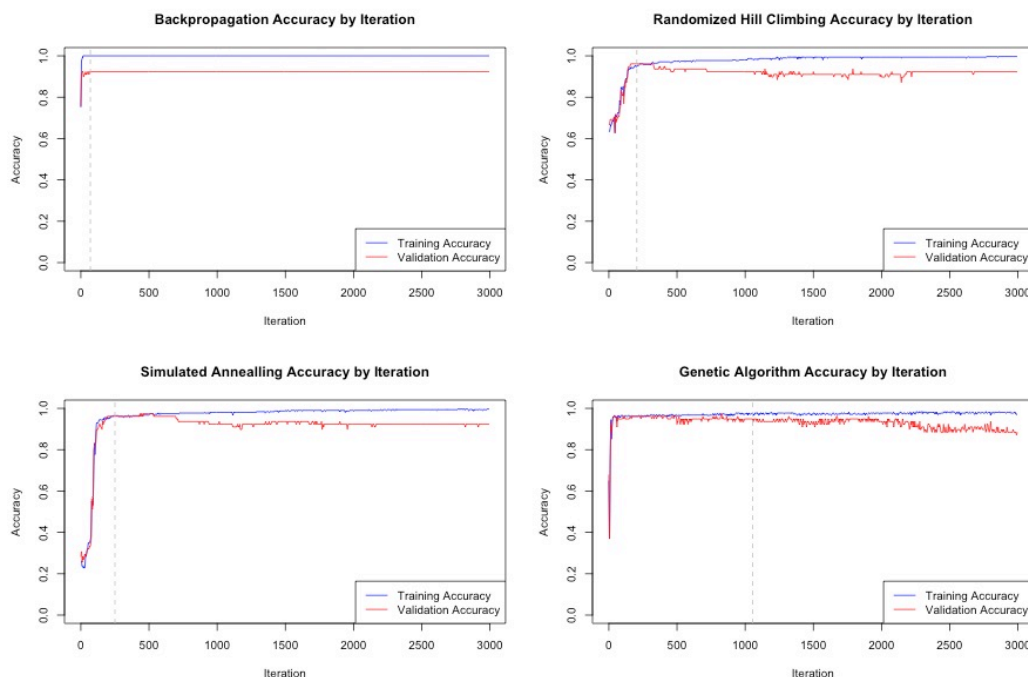 Backpropagation Accuracy by Iteration
Accuracy
0.0 0.2 0.4 0.6 0.8 1.0
Training Accuracy
Validation Accuracy
0 500 1000 1500 2000 2500 3000
Iteration
Randomized Hill Climbing Accuracy by Iteration
Accuracy
0.0 0.2 0.4 0.6 0.8 1.0
Training Accuracy
Validation Accuracy
0 500 1000 1500 2000 2500 3000
Iteration
Simulated Annealling Accuracy by Iteration
Accuracy
0.0 0.2 0.4 0.6 0.8 1.0
Training Accuracy
Validation Accuracy
0 500 1000 1500 2000 2500 3000
Iteration
Genetic Algorithm Accuracy by Iteration
Accuracy
0.0 0.2 0.4 0.6 0.8 1.0
Training Accuracy
Validation Accuracy
0 500 1000 1500 2000 2500 3000
Iteration